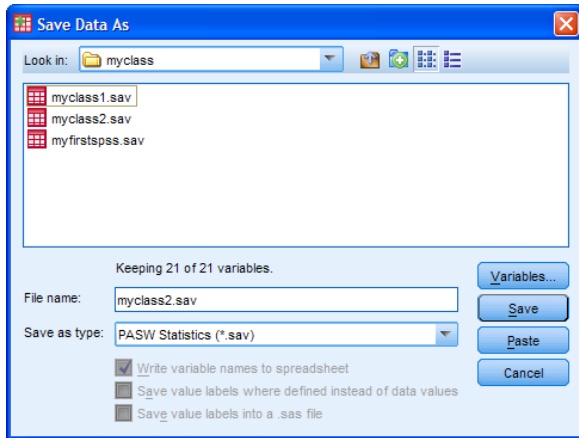 Save Data As
Look in: myclass
myclass1.sav
myclass2.sav
myfirstspss.sav
Keeping 21 of 21 variables.
Variables...
File name: myclass2.sav
Save
Save as type: PASW Statistics (*.sav)
Paste
Write variable names to spreadsheet
Cancel
Save value labels where defined instead of data values
Save value labels into a .sas file